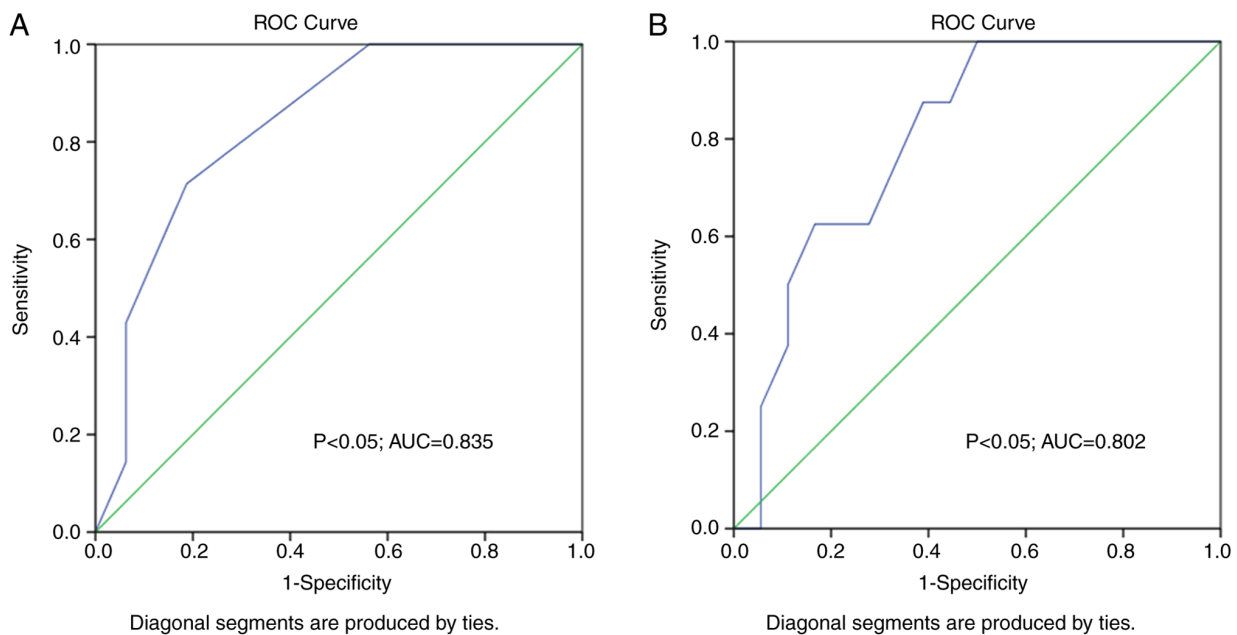 A
ROC Curve
1.0
0.8
0.6
0.4
0.2
0.0
Sensitivity
P<0.05; AUC=0.835
0.0 0.2 0.4 0.6 0.8 1.0
1-Specificity
Diagonal segments are produced by ties.
B
ROC Curve
1.0
0.8
0.6
0.4
0.2
0.0
Sensitivity
P<0.05; AUC=0.802
0.0 0.2 0.4 0.6 0.8 1.0
1-Specificity
Diagonal segments are produced by ties.